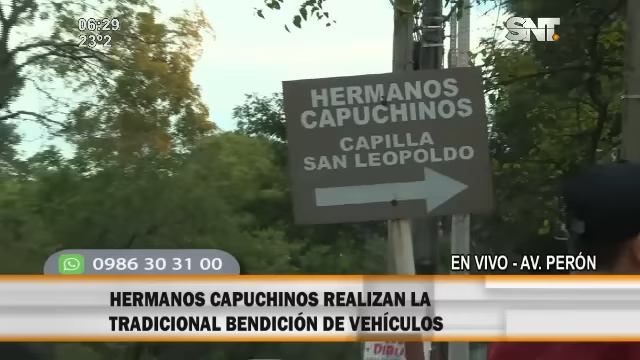 06:29
23°2
SNT
HERMANOS
CAPUCHINOS
CAPILLA
SAN LEOPOLDO
0986 30 31 00
EN VIVO - AV. PERÓN
HERMANOS CAPUCHINOS REALIZAN LA
TRADICIONAL BENDICIÓN DE VEHÍCULOS